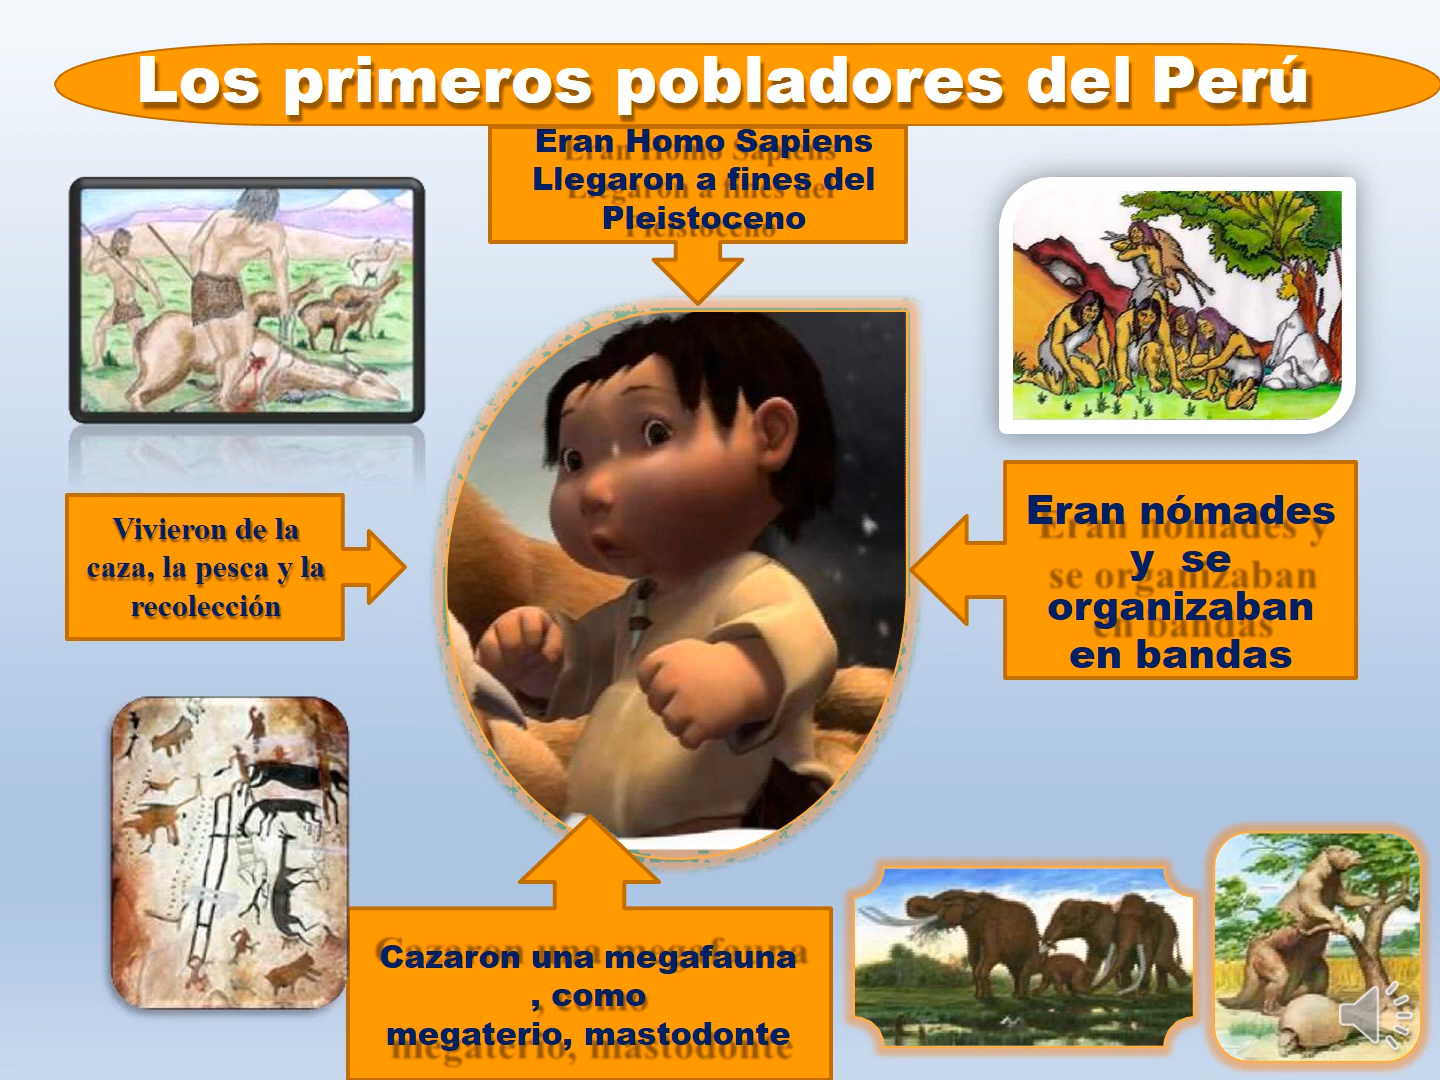 Los primeros pobladores del Perú
Eran Homo Sapiens
Llegaron a fines del
Pleistoceno
Vivieron de la
caza, la pesca y la
recolección
Eran nómades
y se
organizaban
en bandas
Cazaron una megafauna
, como
megaterio, mastodonte